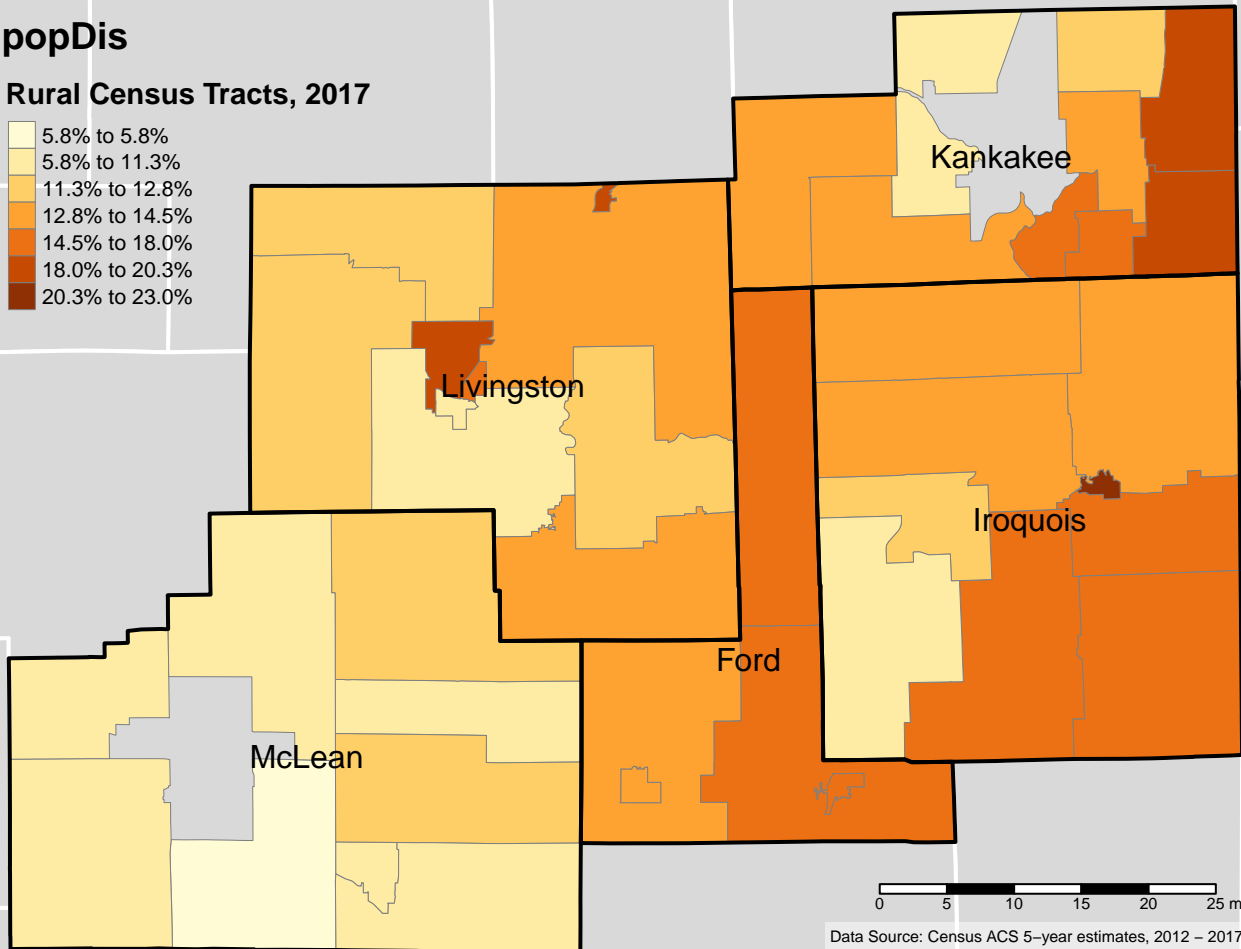 popDis
Rural Census Tracts, 2017
5.8% to 5.8%
5.8% to 11.3%
11.3% to 12.8%
12.8% to 14.5%
14.5% to 18.0%
18.0% to 20.3%
20.3% to 23.0%
Kankakee
Livingston
Iroquois
Ford
McLean
0 5 10 15 20 25 m
Data Source: Census ACS 5−year estimates, 2012 − 2017